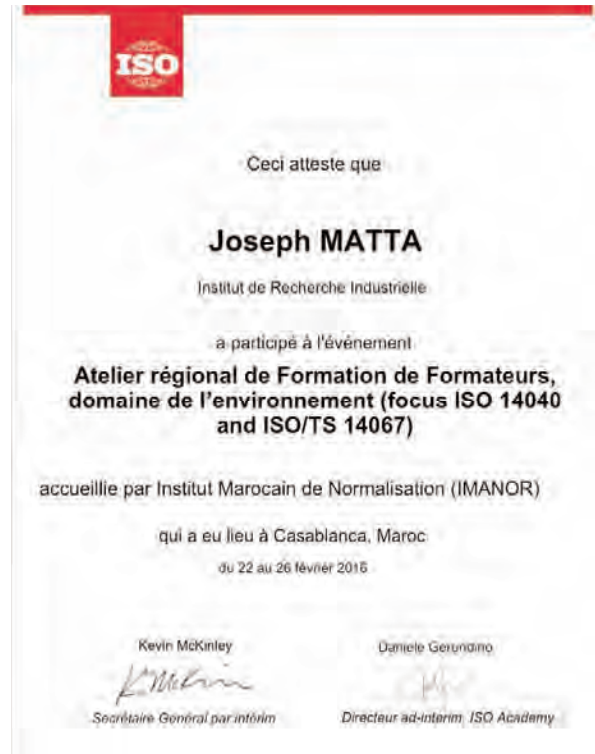 ISO
Ceci atteste que
Joseph MATTA
Institut de Recherche Industrielle
a participé à l'événement
Atelier régional de Formation de Formateurs,
domaine de l'environnement (focus ISO 14040
and ISO/TS 14067)
accueillie par Institut Marocain de Normalisation (IMANOR)
qui a eu lieu à Casablanca, Maroc
du 22 au 26 février 2016
Kevin McKinley
Daniele Gerundino
Secrétaire Général par intérim
Directeur ad-interim ISO Academy